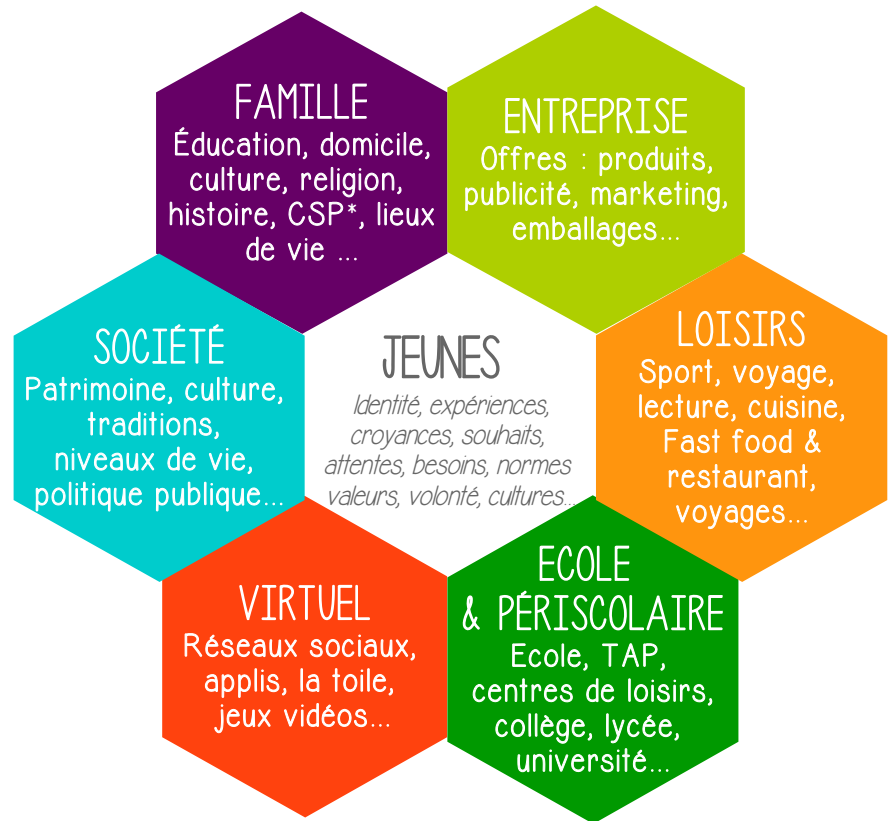 FAMILLE
Éducation, domicile,
culture, religion,
histoire, CSP*, lieux
de vie ...
ENTREPRISE
Offres : produits,
publicité, marketing,
emballages...
SOCIÉTÉ
Patrimoine, culture,
traditions,
niveaux de vie,
politique publique...
JEUNES
Identité, expériences,
croyances, souhaits,
attentes, besoins, normes
valeurs, volonté, cultures...
LOISIRS
Sport, voyage,
lecture, cuisine,
Fast food &
restaurant,
voyages...
VIRTUEL
Réseaux sociaux,
applis, la toile,
jeux vidéos...
ECOLE
& PÉRISCOLAIRE
Ecole, TAP,
centres de loisirs,
collège, lycée,
université...